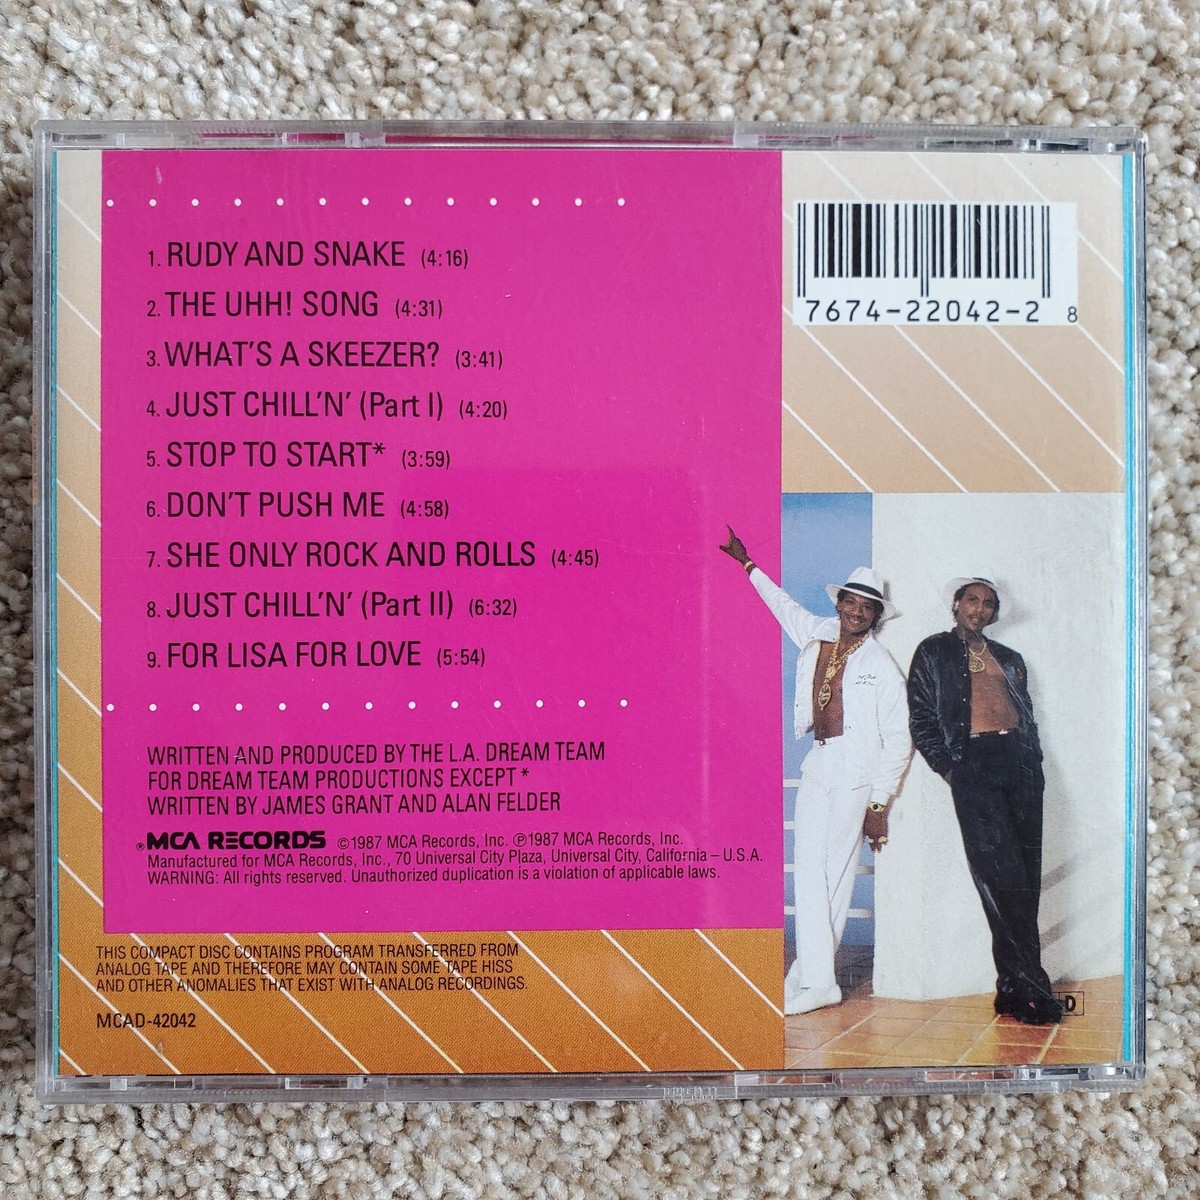 1. RUDY AND SNAKE (4:16)
2. THE UHH! SONG (4:31)
3. WHAT'S A SKEEZER? (3:41)
4. JUST CHILL'N' (Part I) (4:20)
5. STOP TO START* (3:59)
6. DON'T PUSH ME (4:58)
7. SHE ONLY ROCK AND ROLLS (4:45)
8. JUST CHILL'N' (Part II) (6:32)
9. FOR LISA FOR LOVE (5:54)
WRITTEN AND PRODUCED BY THE L.A. DREAM TEAM
FOR DREAM TEAM PRODUCTIONS EXCEPT *
WRITTEN BY JAMES GRANT AND ALAN FELDER
®MCA RECORDS ©1987 MCA Records, Inc. ℗1987 MCA Records, Inc.
Manufactured for MCA Records, Inc., 70 Universal City Plaza, Universal City, California – U.S.A.
WARNING: All rights reserved. Unauthorized duplication is a violation of applicable laws.
THIS COMPACT DISC CONTAINS PROGRAM TRANSFERRED FROM
ANALOG TAPE AND THEREFORE MAY CONTAIN SOME TAPE HISS
AND OTHER ANOMALIES THAT EXIST WITH ANALOG RECORDINGS.
MCAD-42042
7674-22042-2 8
D